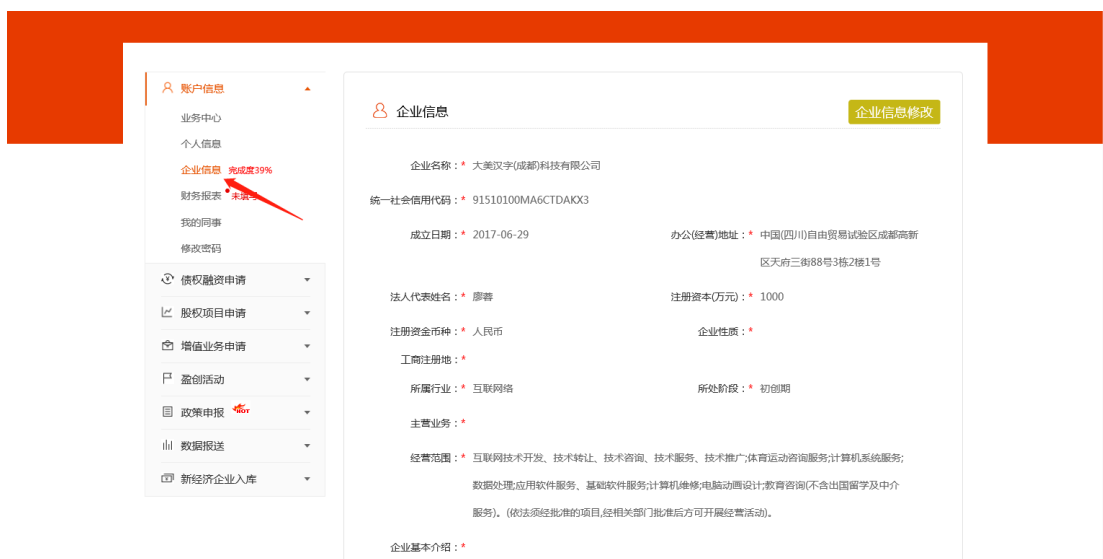 账户信息
业务中心
个人信息
企业信息 完成度39%
财务报表 未填写
我的同事
修改密码
债权融资申请
股权项目申请
增值业务申请
盈创活动
政策申报 HOT
数据报送
新经济企业入库
企业信息 企业信息修改
企业名称：* 大美汉字(成都)科技有限公司
统一社会信用代码：* 91510100MA6CTDAKX3
成立日期：* 2017-06-29 办公(经营)地址：* 中国(四川)自由贸易试验区成都高新
区天府三街88号3栋2楼1号
法人代表姓名：* 廖蓉 注册资本(万元)：* 1000
注册资金币种：* 人民币 企业性质：*
工商注册地：*
所属行业：* 互联网络 所处阶段：* 初创期
主营业务：*
经营范围：* 互联网技术开发、技术转让、技术咨询、技术服务、技术推广;体育运动咨询服务;计算机系统服务;
数据处理;应用软件服务、基础软件服务;计算机维修;电脑动画设计;教育咨询(不含出国留学及中介
服务)。(依法须经批准的项目,经相关部门批准后方可开展经营活动)。
企业基本介绍：*